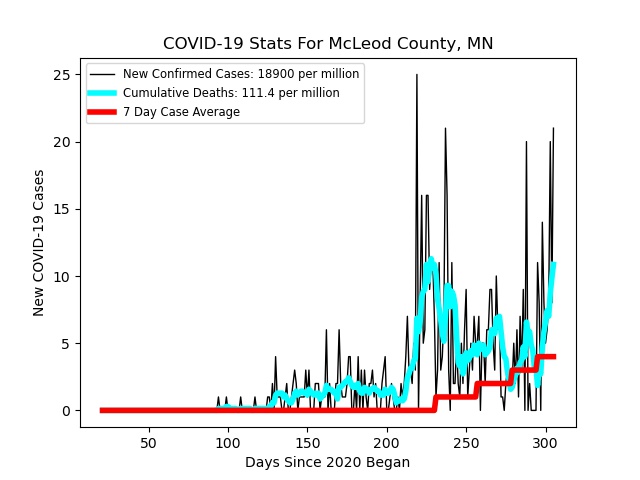 COVID-19 Stats For McLeod County, MN
New Confirmed Cases: 18900 per million
Cumulative Deaths: 111.4 per million
7 Day Case Average
25
20
15
10
5
0
New COVID-19 Cases
50 100 150 200 250 300
Days Since 2020 Began